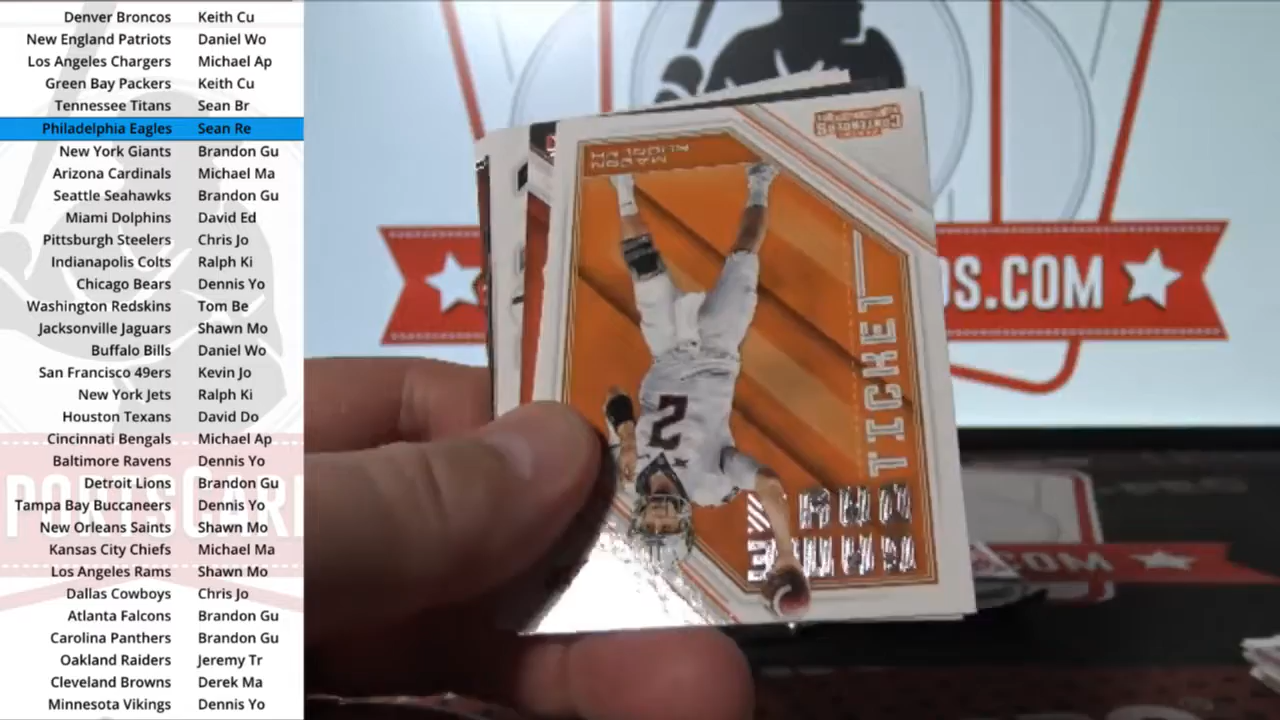 Denver Broncos Keith Cu
New England Patriots Daniel Wo
Los Angeles Chargers Michael Ap
Green Bay Packers Keith Cu
Tennessee Titans Sean Br
Philadelphia Eagles Sean Re
New York Giants Brandon Gu
Arizona Cardinals Michael Ma
Seattle Seahawks Brandon Gu
Miami Dolphins David Ed
Pittsburgh Steelers Chris Jo
Indianapolis Colts Ralph Ki
Chicago Bears Dennis Yo
Washington Redskins Tom Be
Jacksonville Jaguars Shawn Mo
Buffalo Bills Daniel Wo
San Francisco 49ers Kevin Jo
New York Jets Ralph Ki
Houston Texans David Do
Cincinnati Bengals Michael Ap
Baltimore Ravens Dennis Yo
Detroit Lions Brandon Gu
Tampa Bay Buccaneers Dennis Yo
New Orleans Saints Shawn Mo
Kansas City Chiefs Michael Ma
Los Angeles Rams Shawn Mo
Dallas Cowboys Chris Jo
Atlanta Falcons Brandon Gu
Carolina Panthers Brandon Gu
Oakland Raiders Jeremy Tr
Cleveland Browns Derek Ma
Minnesota Vikings Dennis Yo
PORTSCAR
MASON
RUDOLPH
CONTENDERS
TICKET
2
DS.COM
.COM